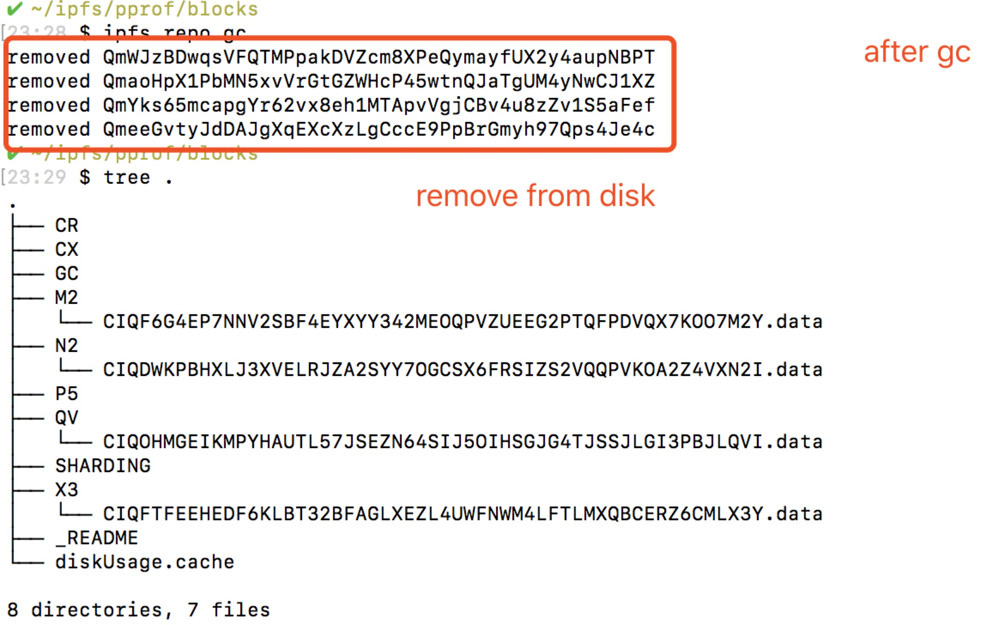 ✔ ~/ipfs/pprof/blocks
[23:28 $ ipfs repo gc
after gc
removed QmWJzBDwqsVFQTMPpakDVZcm8XPeQymayfUX2y4aupNBPT
removed QmaoHpX1PbMN5xvVrGtGZWHcP45wtnQJaTgUM4yNwCJ1XZ
removed QmYks65mcapgYr62vx8eh1MTApvVgjCBv4u8zZv1S5aFef
removed QmeeGvtyJdDAJgXqEXcXzLgCccE9PpBrGmyh97Qps4Je4c
✔ ~/ipfs/pprof/blocks
[23:29 $ tree .
remove from disk
.
├── CR
├── CX
├── GC
├── M2
│   └── CIQF6G4EP7NNV2SBF4EYXYY342MEOQPVZUEEG2PTQFPDVQX7KOO7M2Y.data
├── N2
│   └── CIQDWKPBHXLJ3XVELRJZA2SYY7OGCSX6FRSIZS2VQQPVKOA2Z4VXN2I.data
├── P5
├── QV
│   └── CIQOHMGEIKMPYHAUTL57JSEZN64SIJ5OIHSGJG4TJSSJLGI3PBJLQVI.data
├── SHARDING
├── X3
│   └── CIQFTFEEHEDF6KLBT32BFAGLXEZL4UWFNWM4LFTLMXQBCERZ6CMLX3Y.data
├── _README
└── diskUsage.cache
8 directories, 7 files